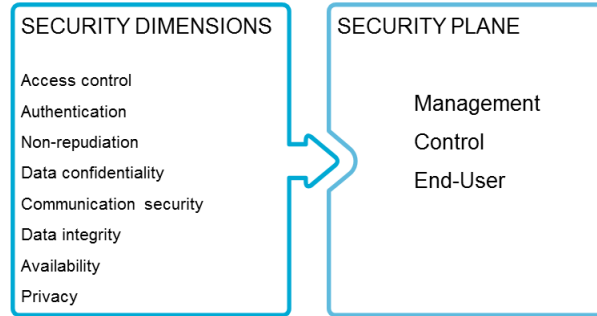 SECURITY DIMENSIONS
Access control
Authentication
Non-repudiation
Data confidentiality
Communication security
Data integrity
Availability
Privacy
SECURITY PLANE
Management
Control
End-User